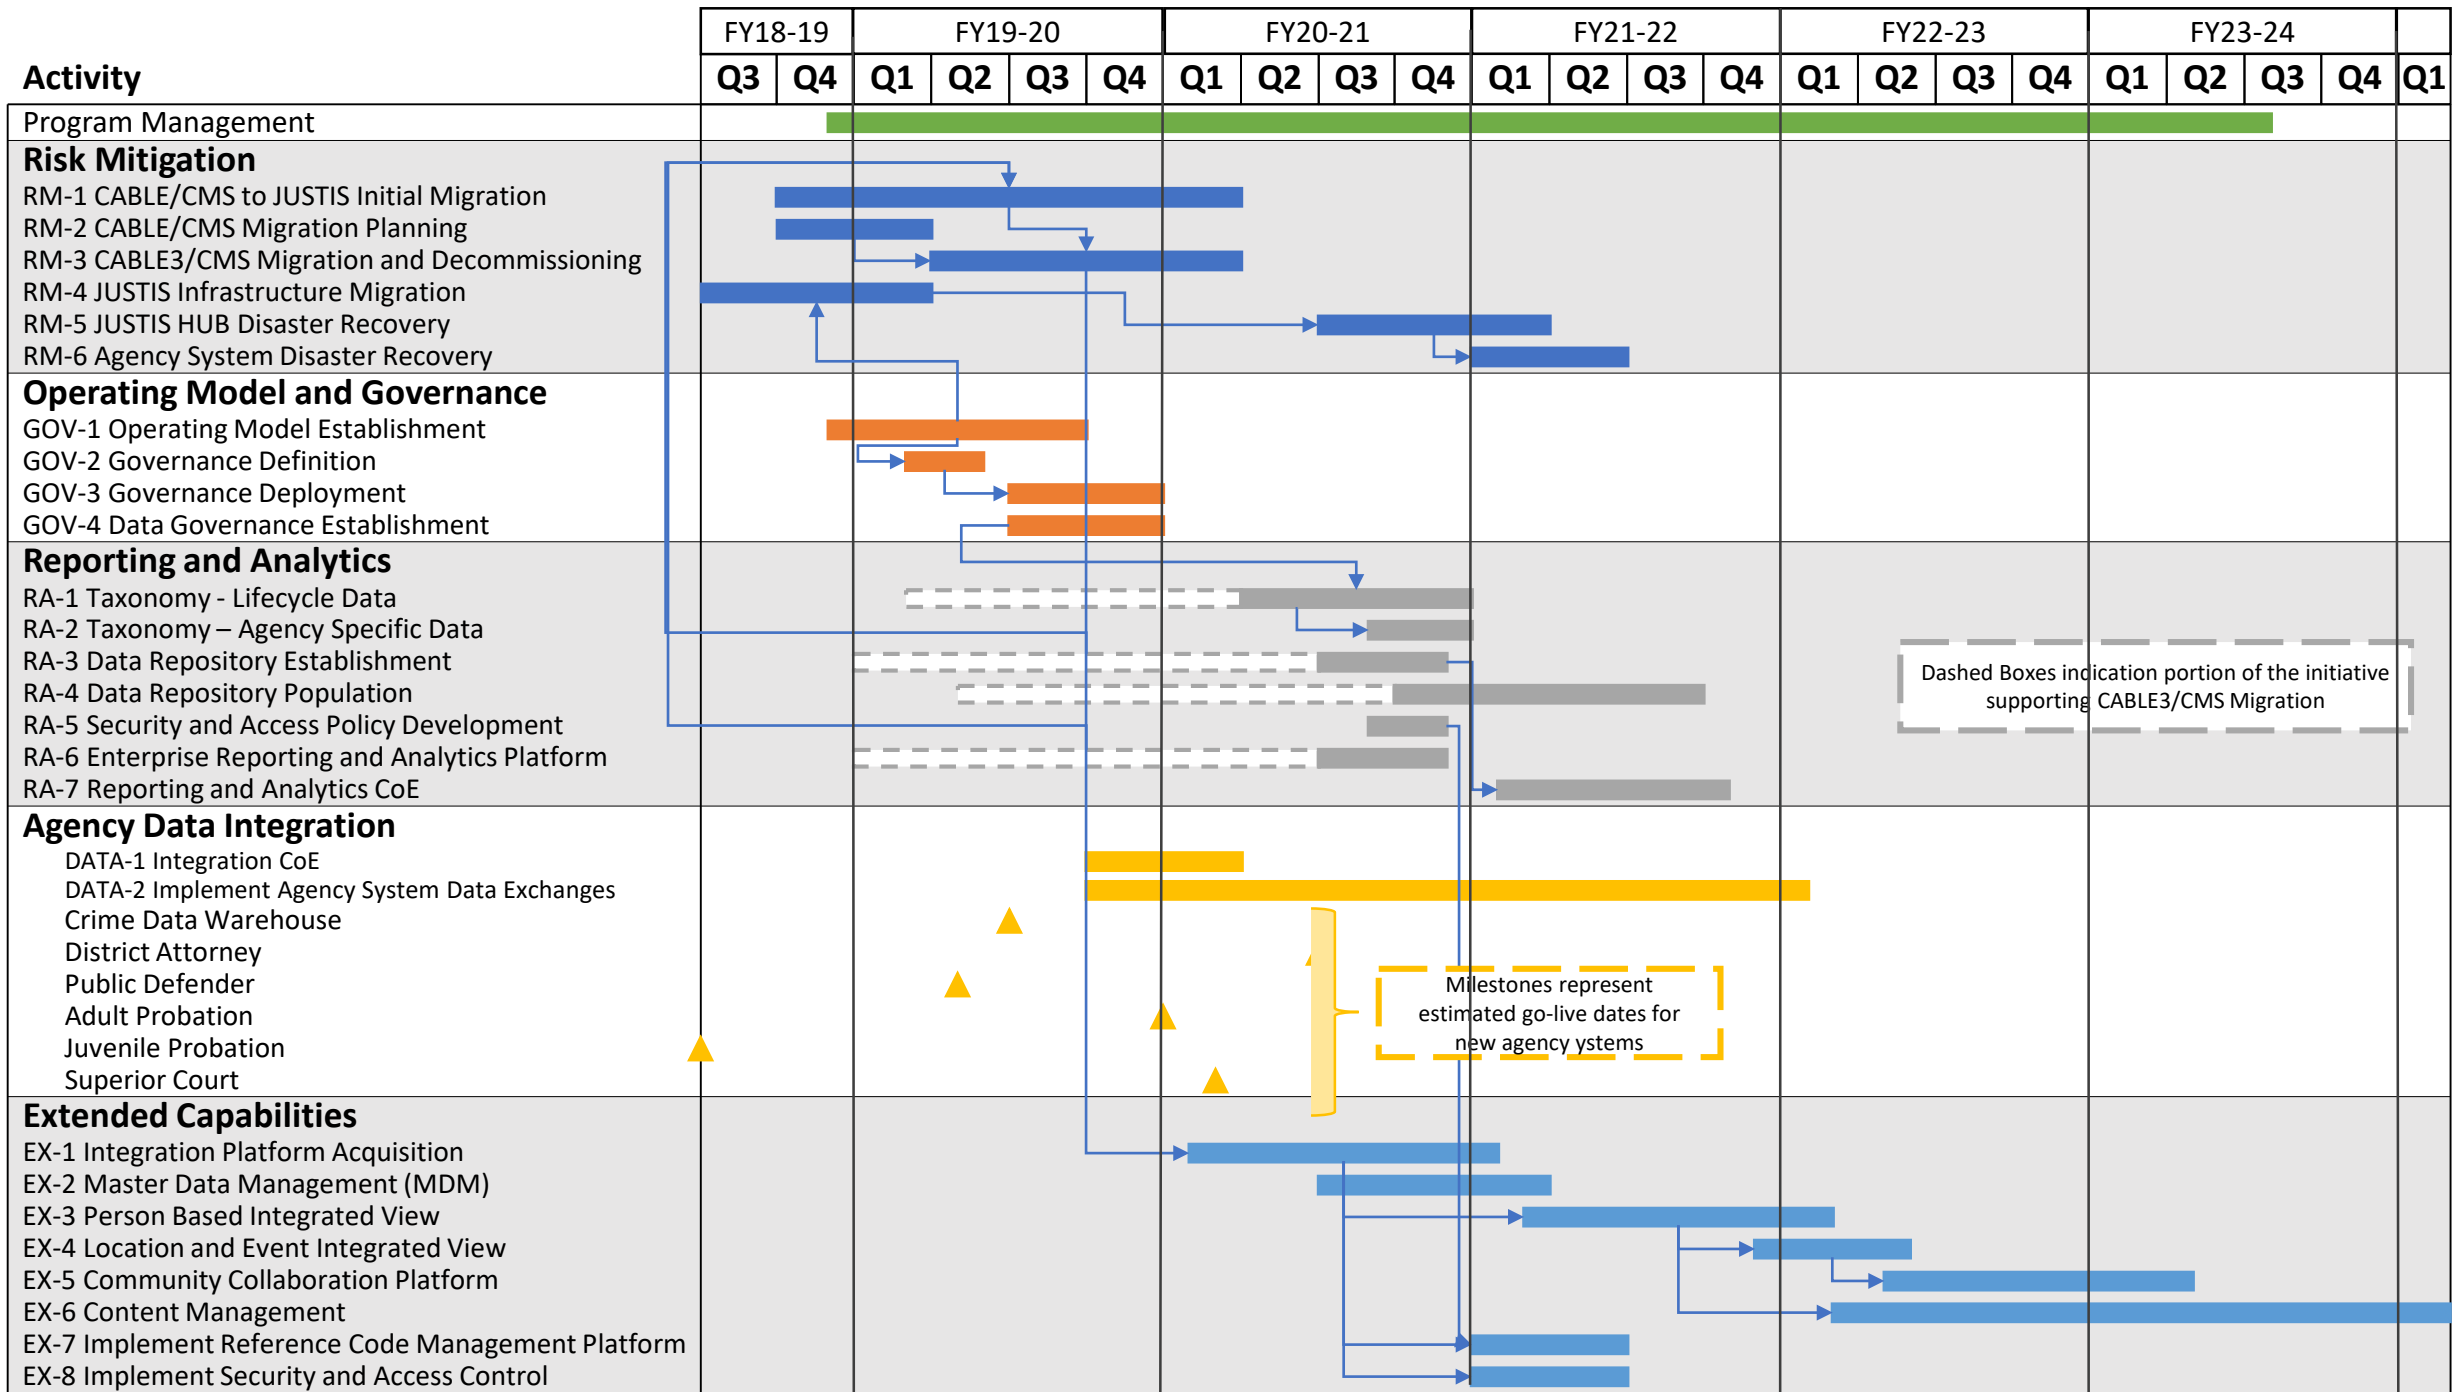 FY18-19 FY19-20 FY20-21 FY21-22 FY22-23 FY23-24
Activity Q3 Q4 Q1 Q2 Q3 Q4 Q1 Q2 Q3 Q4 Q1 Q2 Q3 Q4 Q1 Q2 Q3 Q4 Q1 Q2 Q3 Q4 Q1
Program Management
Risk Mitigation
RM-1 CABLE/CMS to JUSTIS Initial Migration
RM-2 CABLE/CMS Migration Planning
RM-3 CABLE3/CMS Migration and Decommissioning
RM-4 JUSTIS Infrastructure Migration
RM-5 JUSTIS HUB Disaster Recovery
RM-6 Agency System Disaster Recovery
Operating Model and Governance
GOV-1 Operating Model Establishment
GOV-2 Governance Definition
GOV-3 Governance Deployment
GOV-4 Data Governance Establishment
Reporting and Analytics
RA-1 Taxonomy - Lifecycle Data
RA-2 Taxonomy – Agency Specific Data
RA-3 Data Repository Establishment
RA-4 Data Repository Population
RA-5 Security and Access Policy Development
RA-6 Enterprise Reporting and Analytics Platform
RA-7 Reporting and Analytics CoE
Dashed Boxes indication portion of the initiative
supporting CABLE3/CMS Migration
Agency Data Integration
DATA-1 Integration CoE
DATA-2 Implement Agency System Data Exchanges
Crime Data Warehouse
District Attorney
Public Defender
Adult Probation
Juvenile Probation
Superior Court
Milestones represent
estimated go-live dates for
new agency ystems
Extended Capabilities
EX-1 Integration Platform Acquisition
EX-2 Master Data Management (MDM)
EX-3 Person Based Integrated View
EX-4 Location and Event Integrated View
EX-5 Community Collaboration Platform
EX-6 Content Management
EX-7 Implement Reference Code Management Platform
EX-8 Implement Security and Access Control